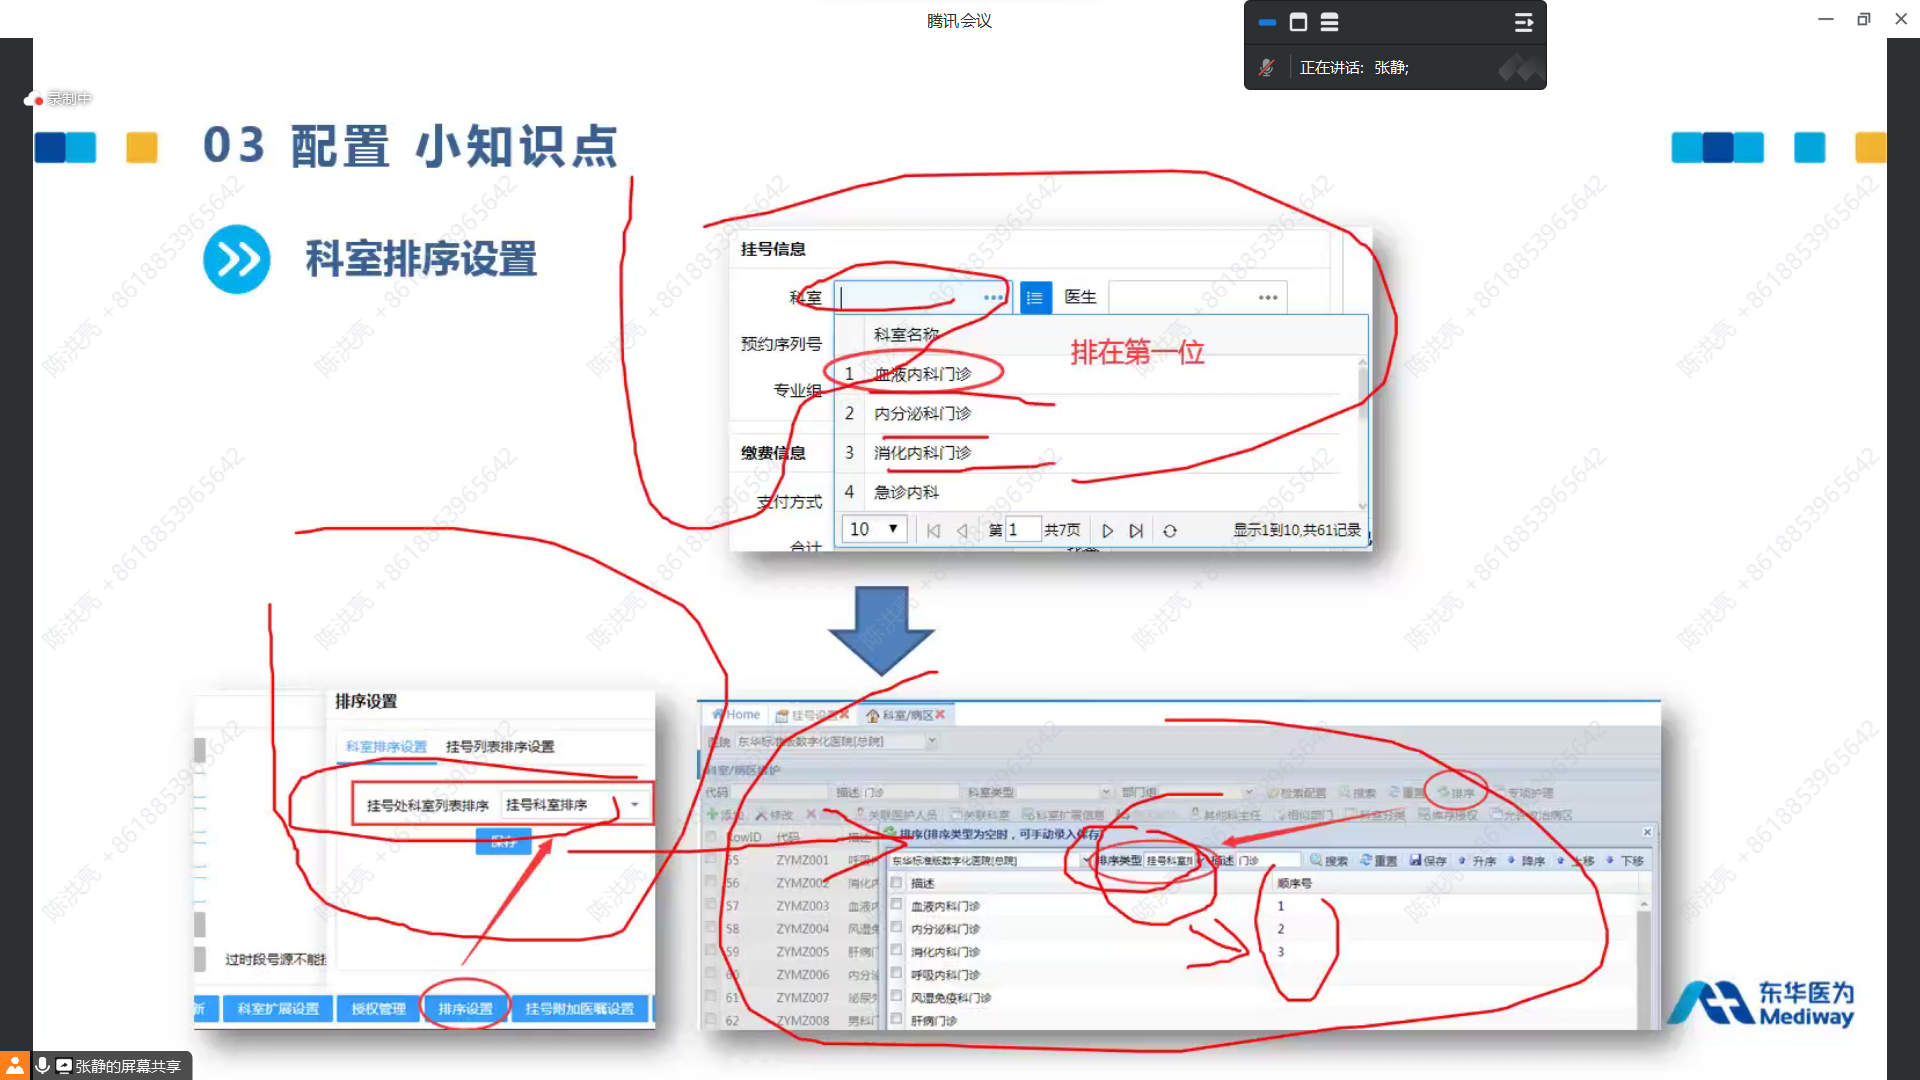 腾讯会议
正在讲话: 张静;
录制中
03 配置 小知识点
科室排序设置
挂号信息
科室
医生
预约序列号
科室名称
排在第一位
专业组
1 血液内科门诊
2 内分泌科门诊
缴费信息
3 消化内科门诊
支付方式
4 急诊内科
合计
10
第 1 共7页
显示1到10,共61记录
排序设置
科室排序设置 挂号列表排序设置
挂号处科室列表排序 挂号科室排序
保存
过时段号源不能挂
新 科室扩展设置 授权管理 排序设置 挂号附加医嘱设置
Home 挂号设置 科室/病区
医院 东华标准版数字化医院[总院]
科室/病区维护
代码 描述 门诊 科室类型 部门组 检索配置 搜索 重置 排序 专项护理
添加 修改 关联医护人员 关联科室 科室扩展信息 其他科主任 相似部门 科室分类 库存授权 允许收治病区
RowID 代码 描述
排序(排序类型为空时，可手动录入保存)
东华标准版数字化医院[总院] 排序类型 挂号科室排 描述 门诊 搜索 重置 保存 升序 降序 上移 下移
描述 顺序号
55 ZYMZ001 呼吸
56 ZYMZ002 消化内
57 ZYMZ003 血液内
58 ZYMZ004 风湿免
59 ZYMZ005 肝病门
60 ZYMZ006 内分泌
61 ZYMZ007 泌尿外
62 ZYMZ008 男科门
血液内科门诊 1
内分泌科门诊 2
消化内科门诊 3
呼吸内科门诊
风湿免疫科门诊
肝病门诊
东华医为
Mediway
张静的屏幕共享
陈洪亮 +8618853965642